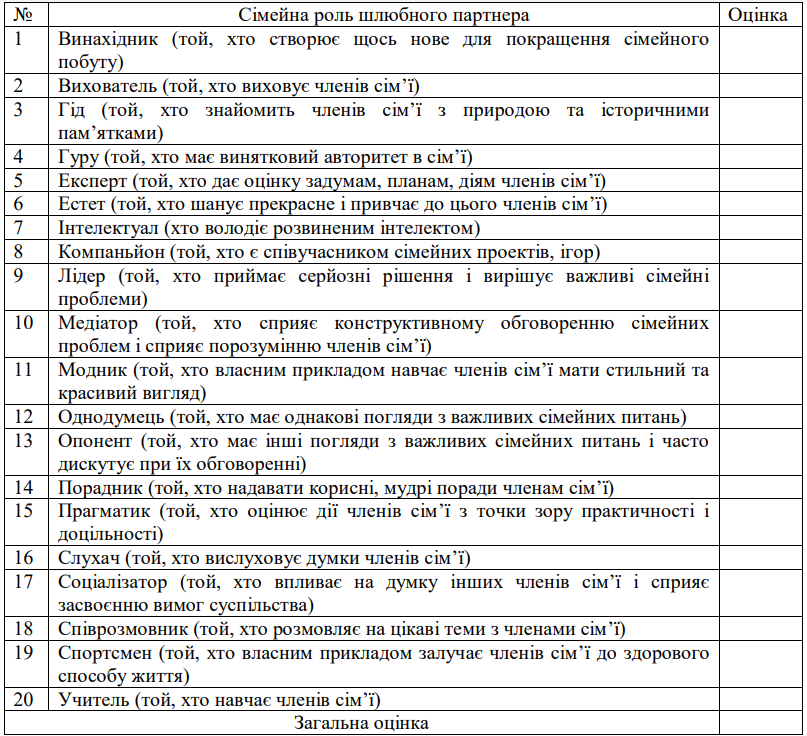 № Сімейна роль шлюбного партнера Оцінка
1 Винахідник (той, хто створює щось нове для покращення сімейного
побуту)
2 Вихователь (той, хто виховує членів сім’ї)
3 Гід (той, хто знайомить членів сім’ї з природою та історичними
пам’ятками)
4 Гуру (той, хто має винятковий авторитет в сім’ї)
5 Експерт (той, хто дає оцінку задумам, планам, діям членів сім’ї)
6 Естет (той, хто шанує прекрасне і привчає до цього членів сім’ї)
7 Інтелектуал (хто володіє розвиненим інтелектом)
8 Компаньйон (той, хто є співучасником сімейних проектів, ігор)
9 Лідер (той, хто приймає серйозні рішення і вирішує важливі сімейні
проблеми)
10 Медіатор (той, хто сприяє конструктивному обговоренню сімейних
проблем і сприяє порозумінню членів сім’ї)
11 Модник (той, хто власним прикладом навчає членів сім’ї мати стильний та
красивий вигляд)
12 Однодумець (той, хто має однакові погляди з важливих сімейних питань)
13 Опонент (той, хто має інші погляди з важливих сімейних питань і часто
дискутує при їх обговоренні)
14 Порадник (той, хто надавати корисні, мудрі поради членам сім’ї)
15 Прагматик (той, хто оцінює дії членів сім’ї з точки зору практичності і
доцільності)
16 Слухач (той, хто вислуховує думки членів сім’ї)
17 Соціалізатор (той, хто впливає на думку інших членів сім’ї і сприяє
засвоєнню вимог суспільства)
18 Співрозмовник (той, хто розмовляє на цікаві теми з членами сім’ї)
19 Спортсмен (той, хто власним прикладом залучає членів сім’ї до здорового
способу життя)
20 Учитель (той, хто навчає членів сім’ї)
Загальна оцінка